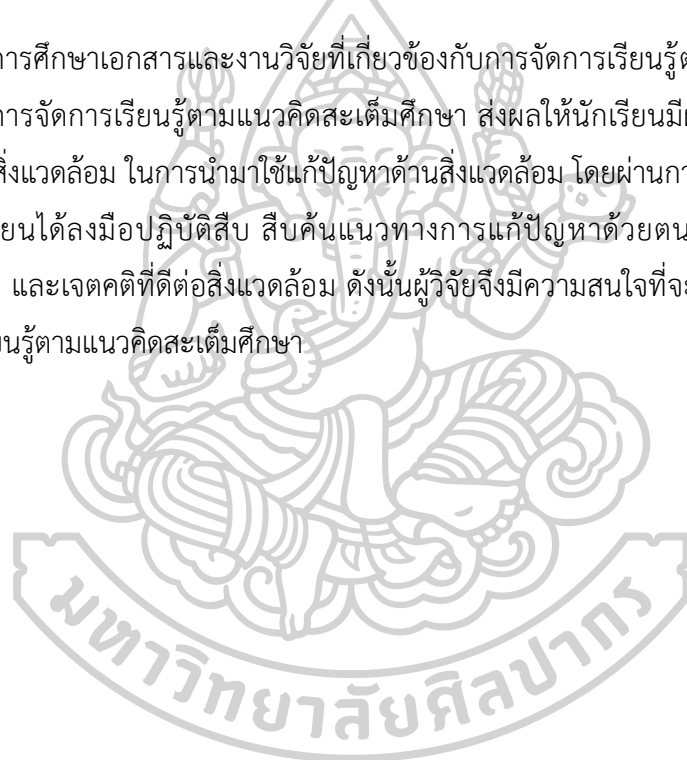 การศึกษาเอกสารและงานวิจัยที่เกี่ยวข้องกับการจัดการเรียนรู้ต
การจัดการเรียนรู้ตามแนวคิดสะเต็มศึกษา ส่งผลให้นักเรียนมี
สิ่งแวดล้อม ในการนำมาใช้แก้ปัญหาด้านสิ่งแวดล้อม โดยผ่านกา
ยนได้ลงมือปฏิบัติสืบ สืบค้นแนวทางการแก้ปัญหาด้วยตน
และเจตคติที่ดีต่อสิ่งแวดล้อม ดังนั้นผู้วิจัยจึงมีความสนใจที่จะ
นรู้ตามแนวคิดสะเต็มศึกษา
มหาวิทยาลัยศิลปากร